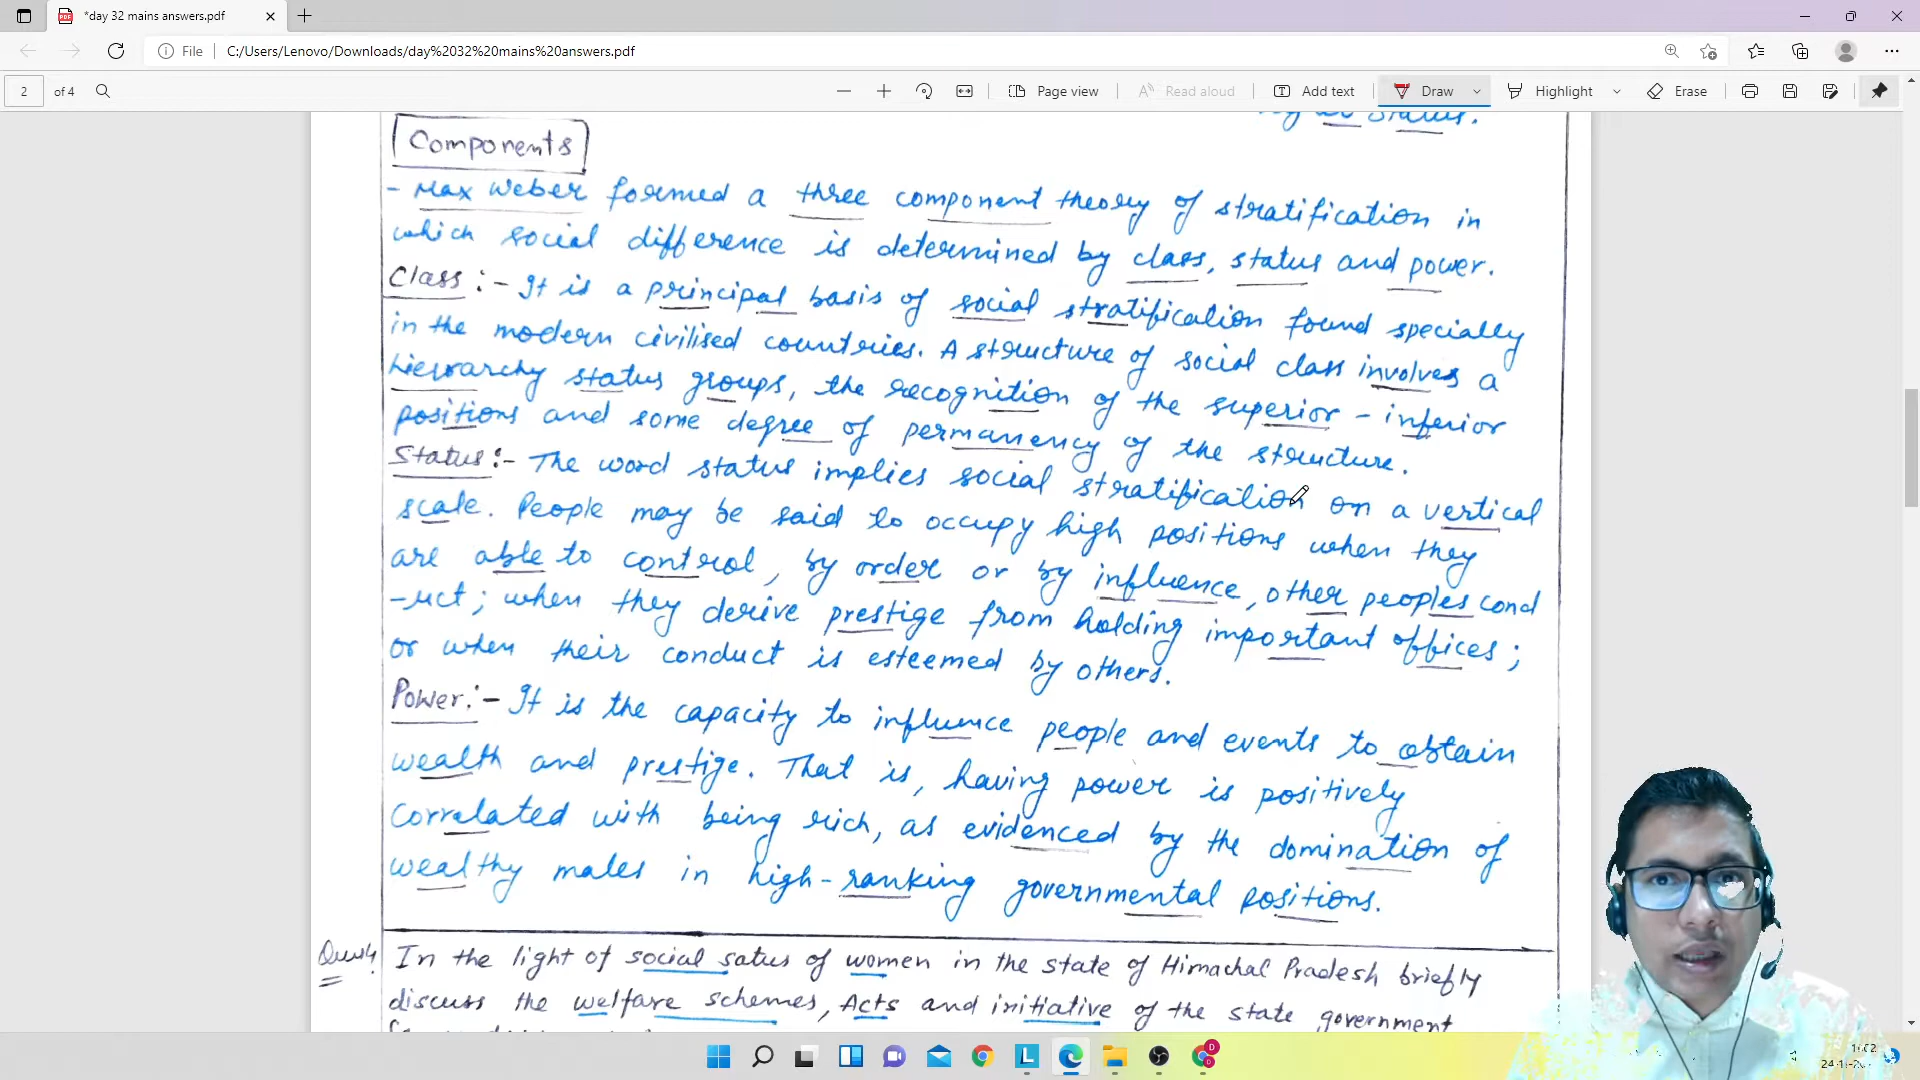 *day 32 mains answers.pdf
File
C:/Users/Lenovo/Downloads/day%2032%20mains%20answers.pdf
2 of 4
Page view
Read aloud
Add text
Draw
Highlight
Erase
Status.
Components
- Max Weber formed a three component theory of stratification in
which social difference is determined by class, status and power.
Class :- It is a principal basis of social stratification found specially
in the modern civilised countries. A structure of social class involves a
hierarchy status groups, the recognition of the superior - inferior
positions and some degree of permanency of the structure.
Status :- The word status implies social stratification on a vertical
scale. People may be said to occupy high positions when they
are able to control, by order or by influence, other peoples cond
-uct; when they derive prestige from holding important offices;
or when their conduct is esteemed by others.
Power :- It is the capacity to influence people and events to obtain
wealth and prestige. That is, having power is positively
correlated with being rich, as evidenced by the domination of
wealthy males in high-ranking governmental positions.
In the light of social satus of women in the state of Himachal Pradesh briefly
discuss the welfare schemes, Acts and initiative of the state government